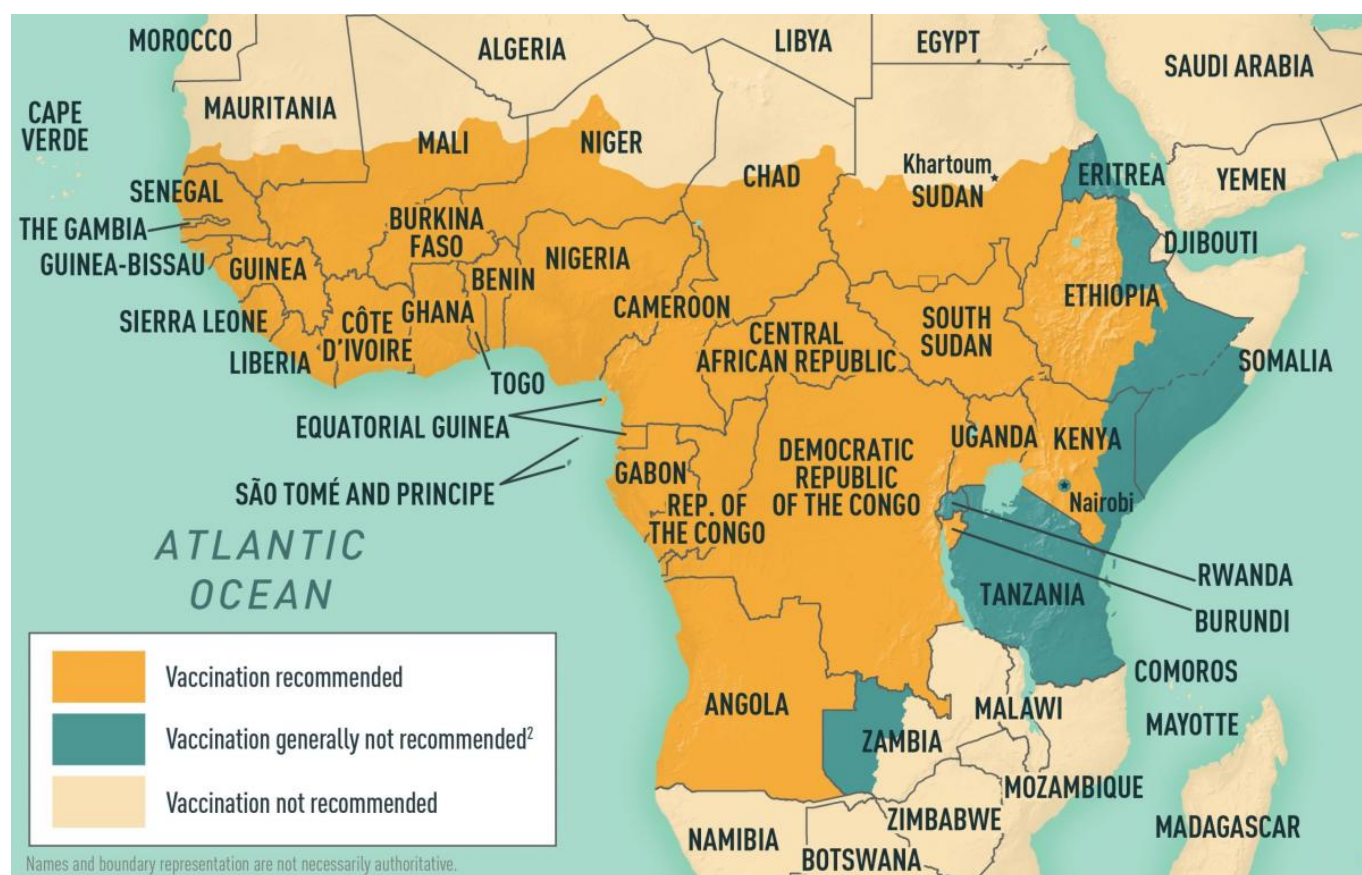 MOROCCO
ALGERIA
LIBYA
EGYPT
SAUDI ARABIA
CAPE
VERDE
MAURITANIA
MALI
NIGER
CHAD
Khartoum
SUDAN
ERITREA
YEMEN
SENEGAL
THE GAMBIA
GUINEA-BISSAU
GUINEA
BURKINA
FASO
BENIN
NIGERIA
DJIBOUTI
SIERRA LEONE
LIBERIA
CÔTE
D'IVOIRE
GHANA
TOGO
CAMEROON
CENTRAL
AFRICAN REPUBLIC
SOUTH
SUDAN
ETHIOPIA
SOMALIA
EQUATORIAL GUINEA
SÃO TOMÉ AND PRINCIPE
GABON
REP. OF
THE CONGO
DEMOCRATIC
REPUBLIC
OF THE CONGO
UGANDA
KENYA
Nairobi
ATLANTIC
OCEAN
RWANDA
BURUNDI
TANZANIA
COMOROS
MAYOTTE
ANGOLA
ZAMBIA
MALAWI
MOZAMBIQUE
ZIMBABWE
MADAGASCAR
NAMIBIA
BOTSWANA
Vaccination recommended
Vaccination generally not recommended²
Vaccination not recommended
Names and boundary representation are not necessarily authoritative.